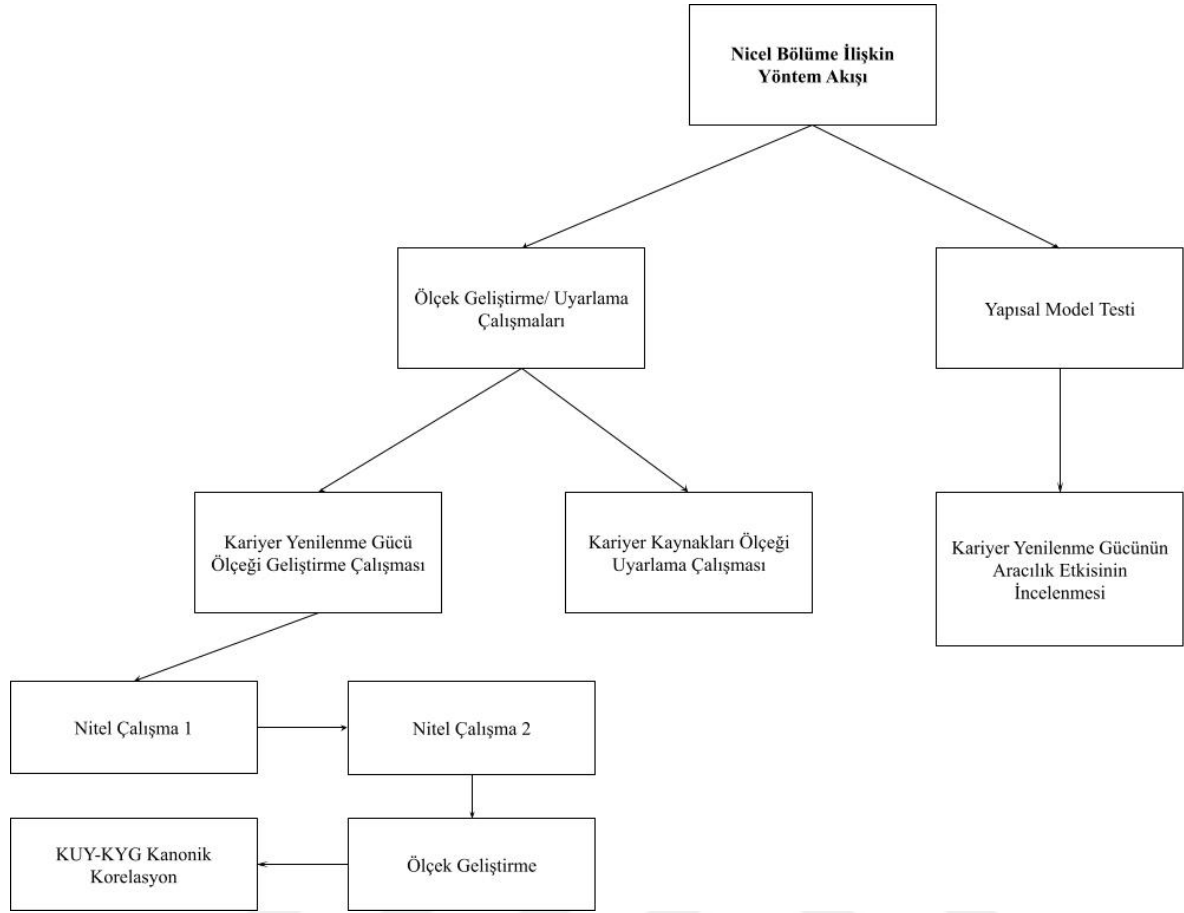 Nicel Bölüme İlişkin
Yöntem Akışı
Ölçek Geliştirme/ Uyarlama
Çalışmaları
Yapısal Model Testi
Kariyer Yenilenme Gücü
Ölçeği Geliştirme Çalışması
Kariyer Kaynakları Ölçeği
Uyarlama Çalışması
Kariyer Yenilenme Gücünün
Aracılık Etkisinin
İncelenmesi
Nitel Çalışma 1
Nitel Çalışma 2
KUY-KYG Kanonik
Korelasyon
Ölçek Geliştirme